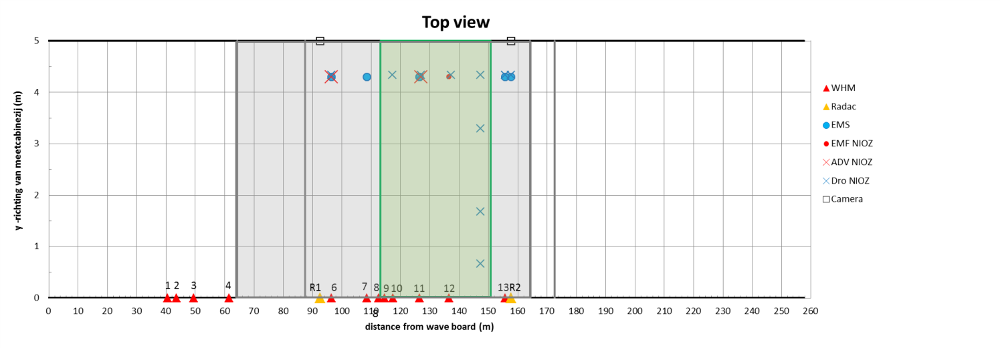 Top view
y -richting van meetcabinezij (m)
5
4
3
2
1
0
1 2 3 4 R1 6 7 8 9 10 11 12 13 R2
0 10 20 30 40 50 60 70 80 90 100 110 120 130 140 150 160 170 180 190 200 210 220 230 240 250 260
8
distance from wave board (m)
WHM
Radac
EMS
EMF NIOZ
ADV NIOZ
Dro NIOZ
Camera